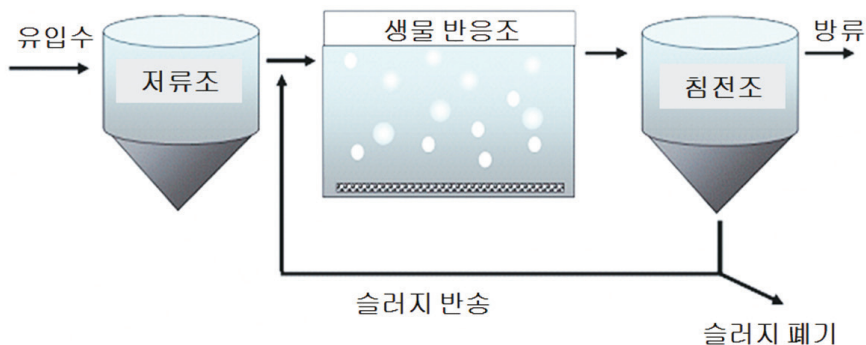 유입수
저류조
생물 반응조
침전조
방류
슬러지 반송
슬러지 폐기